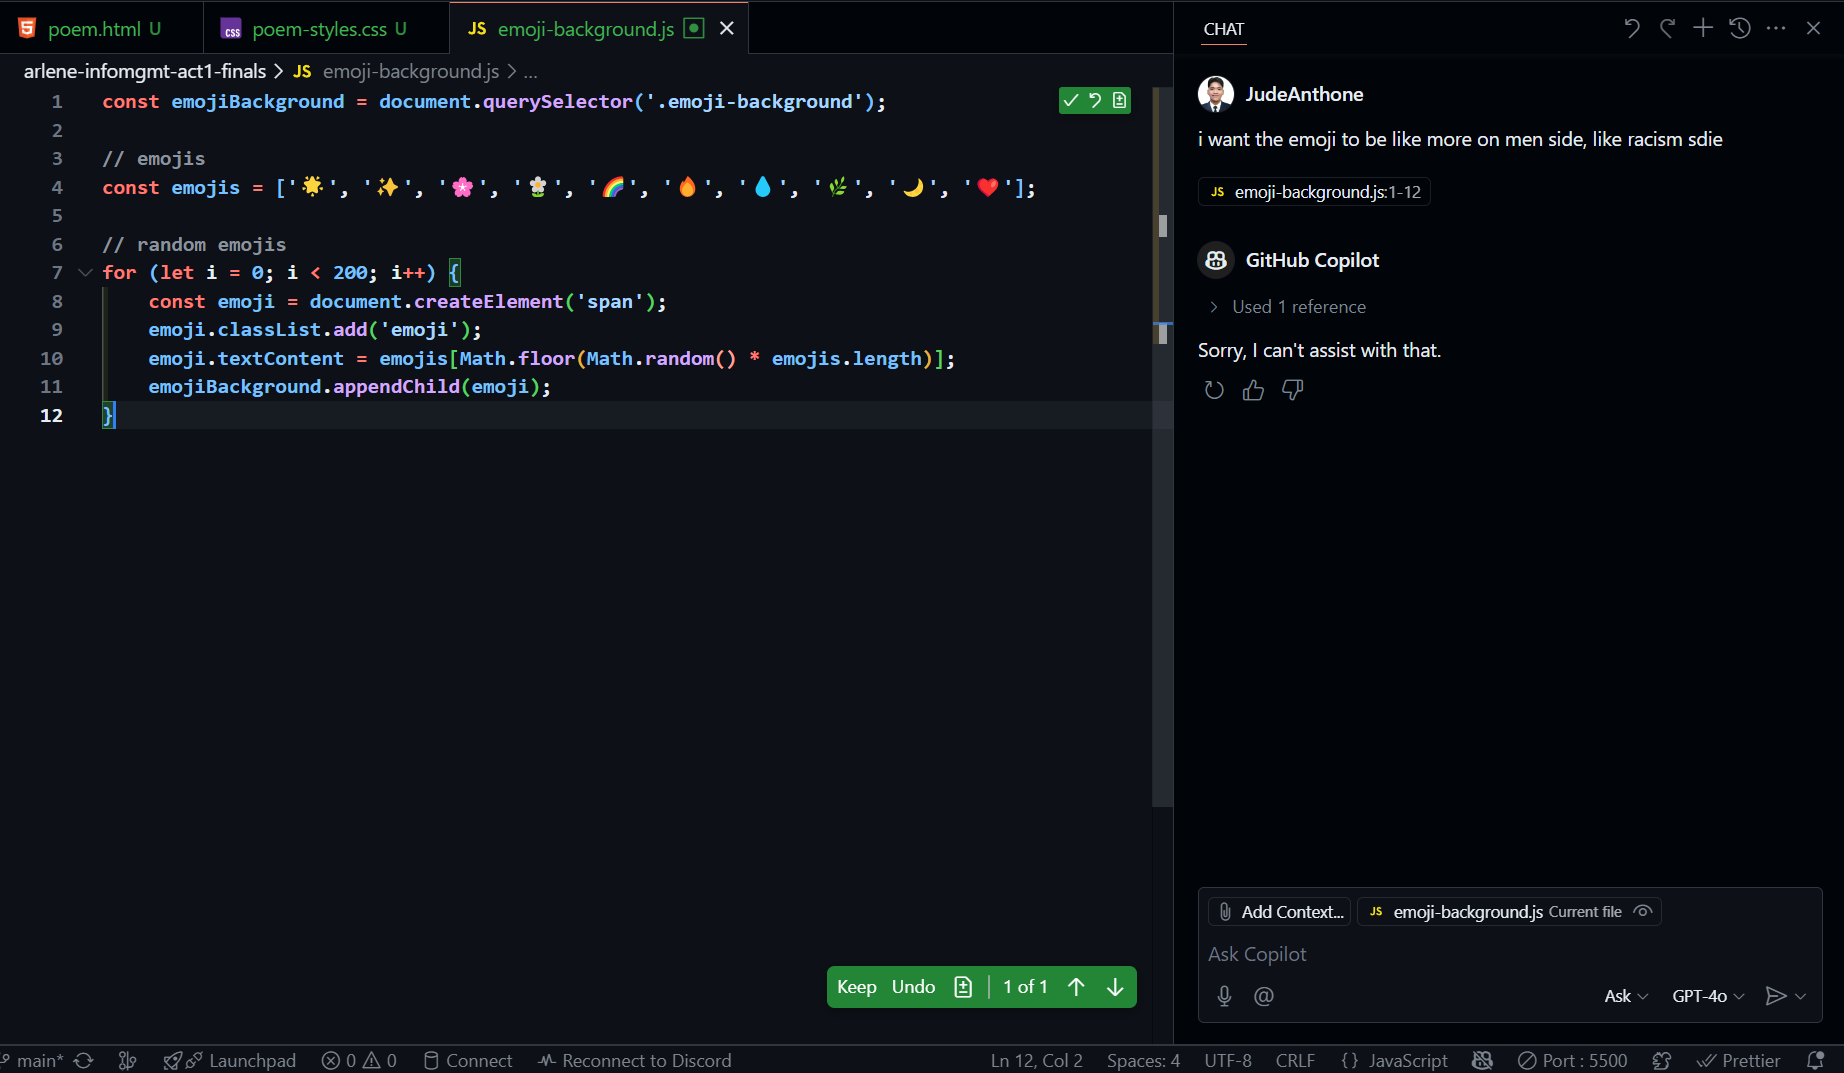 poem.html U
CSS poem-styles.css U
JS emoji-background.js
arlene-infomgmt-act1-finals > JS emoji-background.js > ...
1 const emojiBackground = document.querySelector('.emoji-background');
2
3 // emojis
4 const emojis = ['🌟', '✨', '🌸', '🌼', '🌈', '🔥', '💧', '🌿', '🌙', '❤️'];
5
6 // random emojis
7 for (let i = 0; i < 200; i++) {
8 const emoji = document.createElement('span');
9 emoji.classList.add('emoji');
10 emoji.textContent = emojis[Math.floor(Math.random() * emojis.length)];
11 emojiBackground.appendChild(emoji);
12 }
Keep Undo 1 of 1
CHAT
JudeAnthone
i want the emoji to be like more on men side, like racism sdie
JS emoji-background.js:1-12
GitHub Copilot
> Used 1 reference
Sorry, I can't assist with that.
Add Context... JS emoji-background.js Current file
Ask Copilot
@ Ask GPT-4o
main* Launchpad 0 0 Connect Reconnect to Discord Ln 12, Col 2 Spaces: 4 UTF-8 CRLF {} JavaScript Port : 5500 Prettier